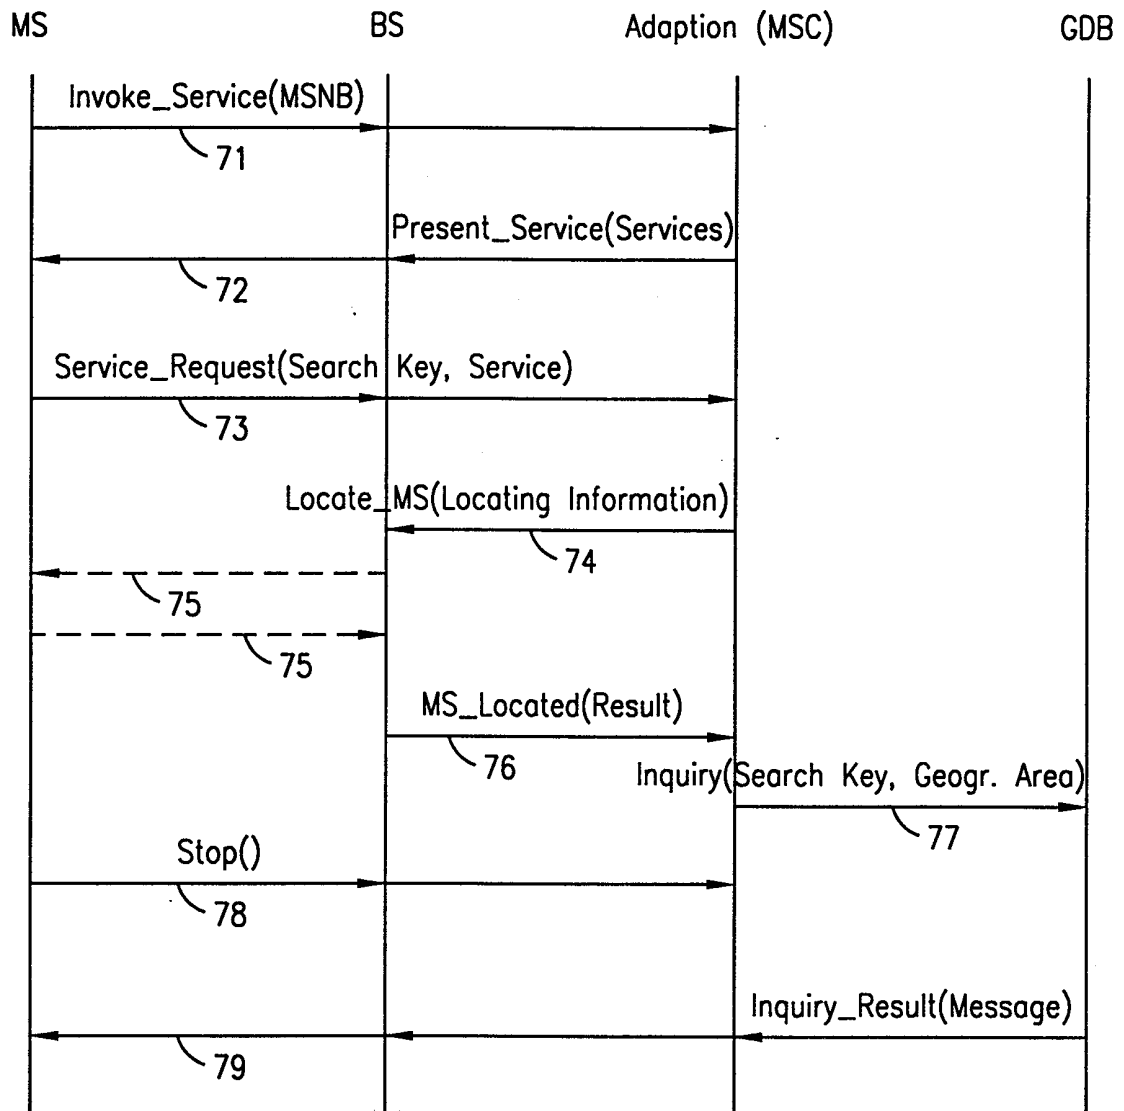 MS BS Adaption (MSC) GDB
Invoke_Service(MSNB)
71
Present_Service(Services)
72
Service_Request(Search Key, Service)
73
Locate_MS(Locating Information)
74
75
75
MS_Located(Result)
76
Inquiry(Search Key, Geogr. Area)
77
Stop()
78
Inquiry_Result(Message)
79